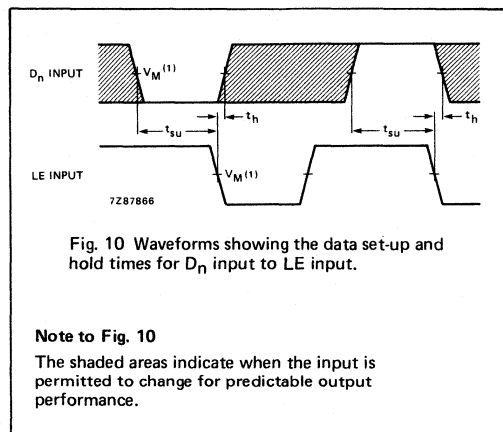 Dn INPUT
VM(1)
th
tsu
th
tsu
LE INPUT
VM(1)
7Z87866
Fig. 10 Waveforms showing the data set-up and
hold times for Dn input to LE input.
Note to Fig. 10
The shaded areas indicate when the input is
permitted to change for predictable output
performance.